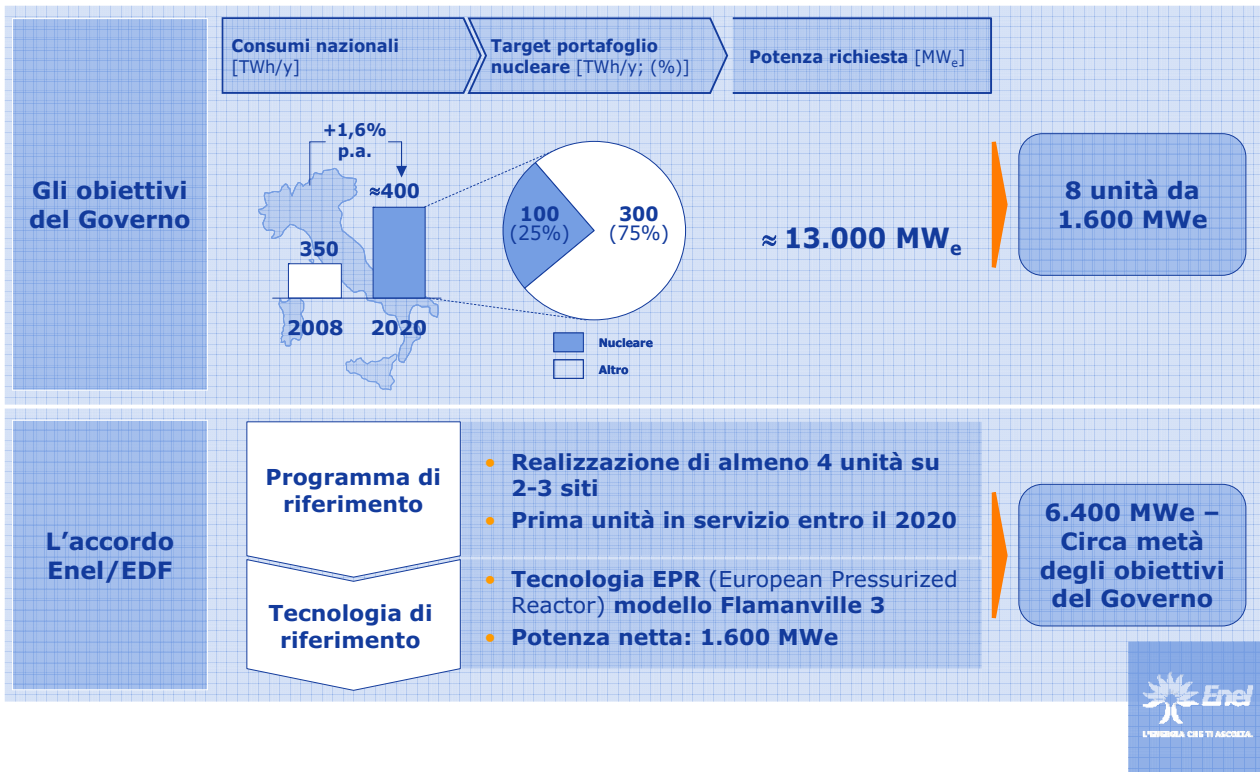 Consumi nazionali
[TWh/y]
Target portafoglio
nucleare [TWh/y; (%)]
Potenza richiesta [MWe]
Gli obiettivi
del Governo
+1,6%
p.a.
≈400
350
2008
2020
100
(25%)
300
(75%)
Nucleare
Altro
≈ 13.000 MWe
8 unità da
1.600 MWe
L'accordo
Enel/EDF
Programma di
riferimento
• Realizzazione di almeno 4 unità su
2-3 siti
• Prima unità in servizio entro il 2020
Tecnologia di
riferimento
• Tecnologia EPR (European Pressurized
Reactor) modello Flamanville 3
• Potenza netta: 1.600 MWe
6.400 MWe –
Circa metà
degli obiettivi
del Governo
Enel
L'ENERGIA CHE TI ASCOLTA.